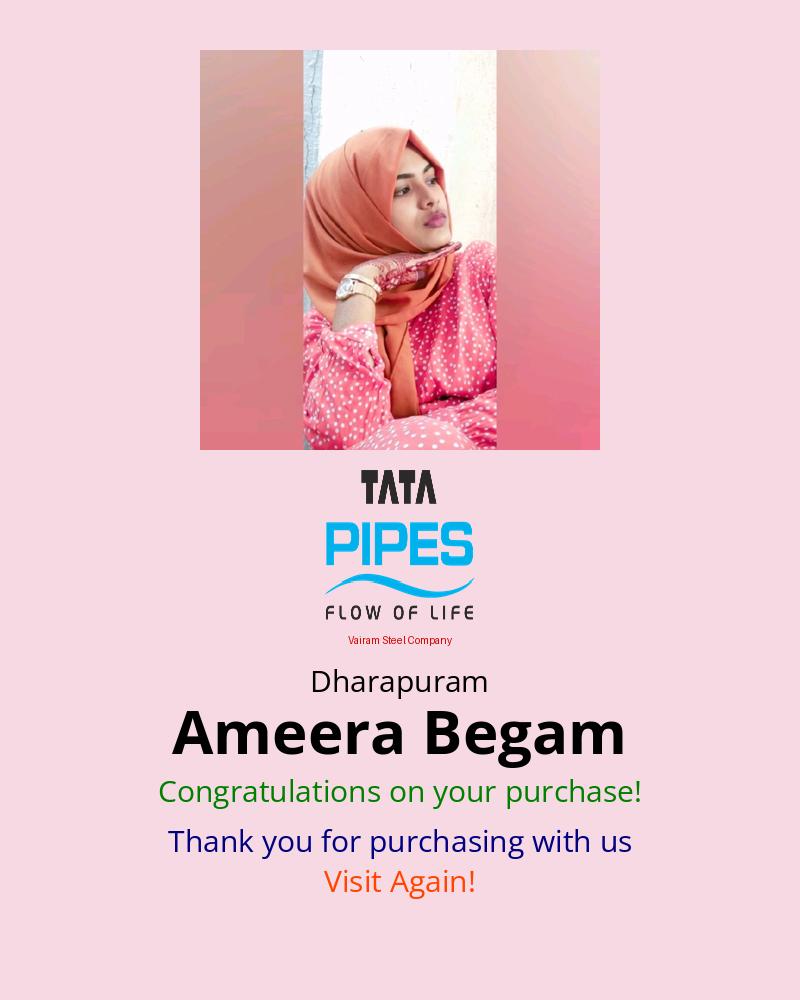 TATA
PIPES
FLOW OF LIFE
Vairam Steel Company
Dharapuram
Ameera Begam
Congratulations on your purchase!
Thank you for purchasing with us
Visit Again!